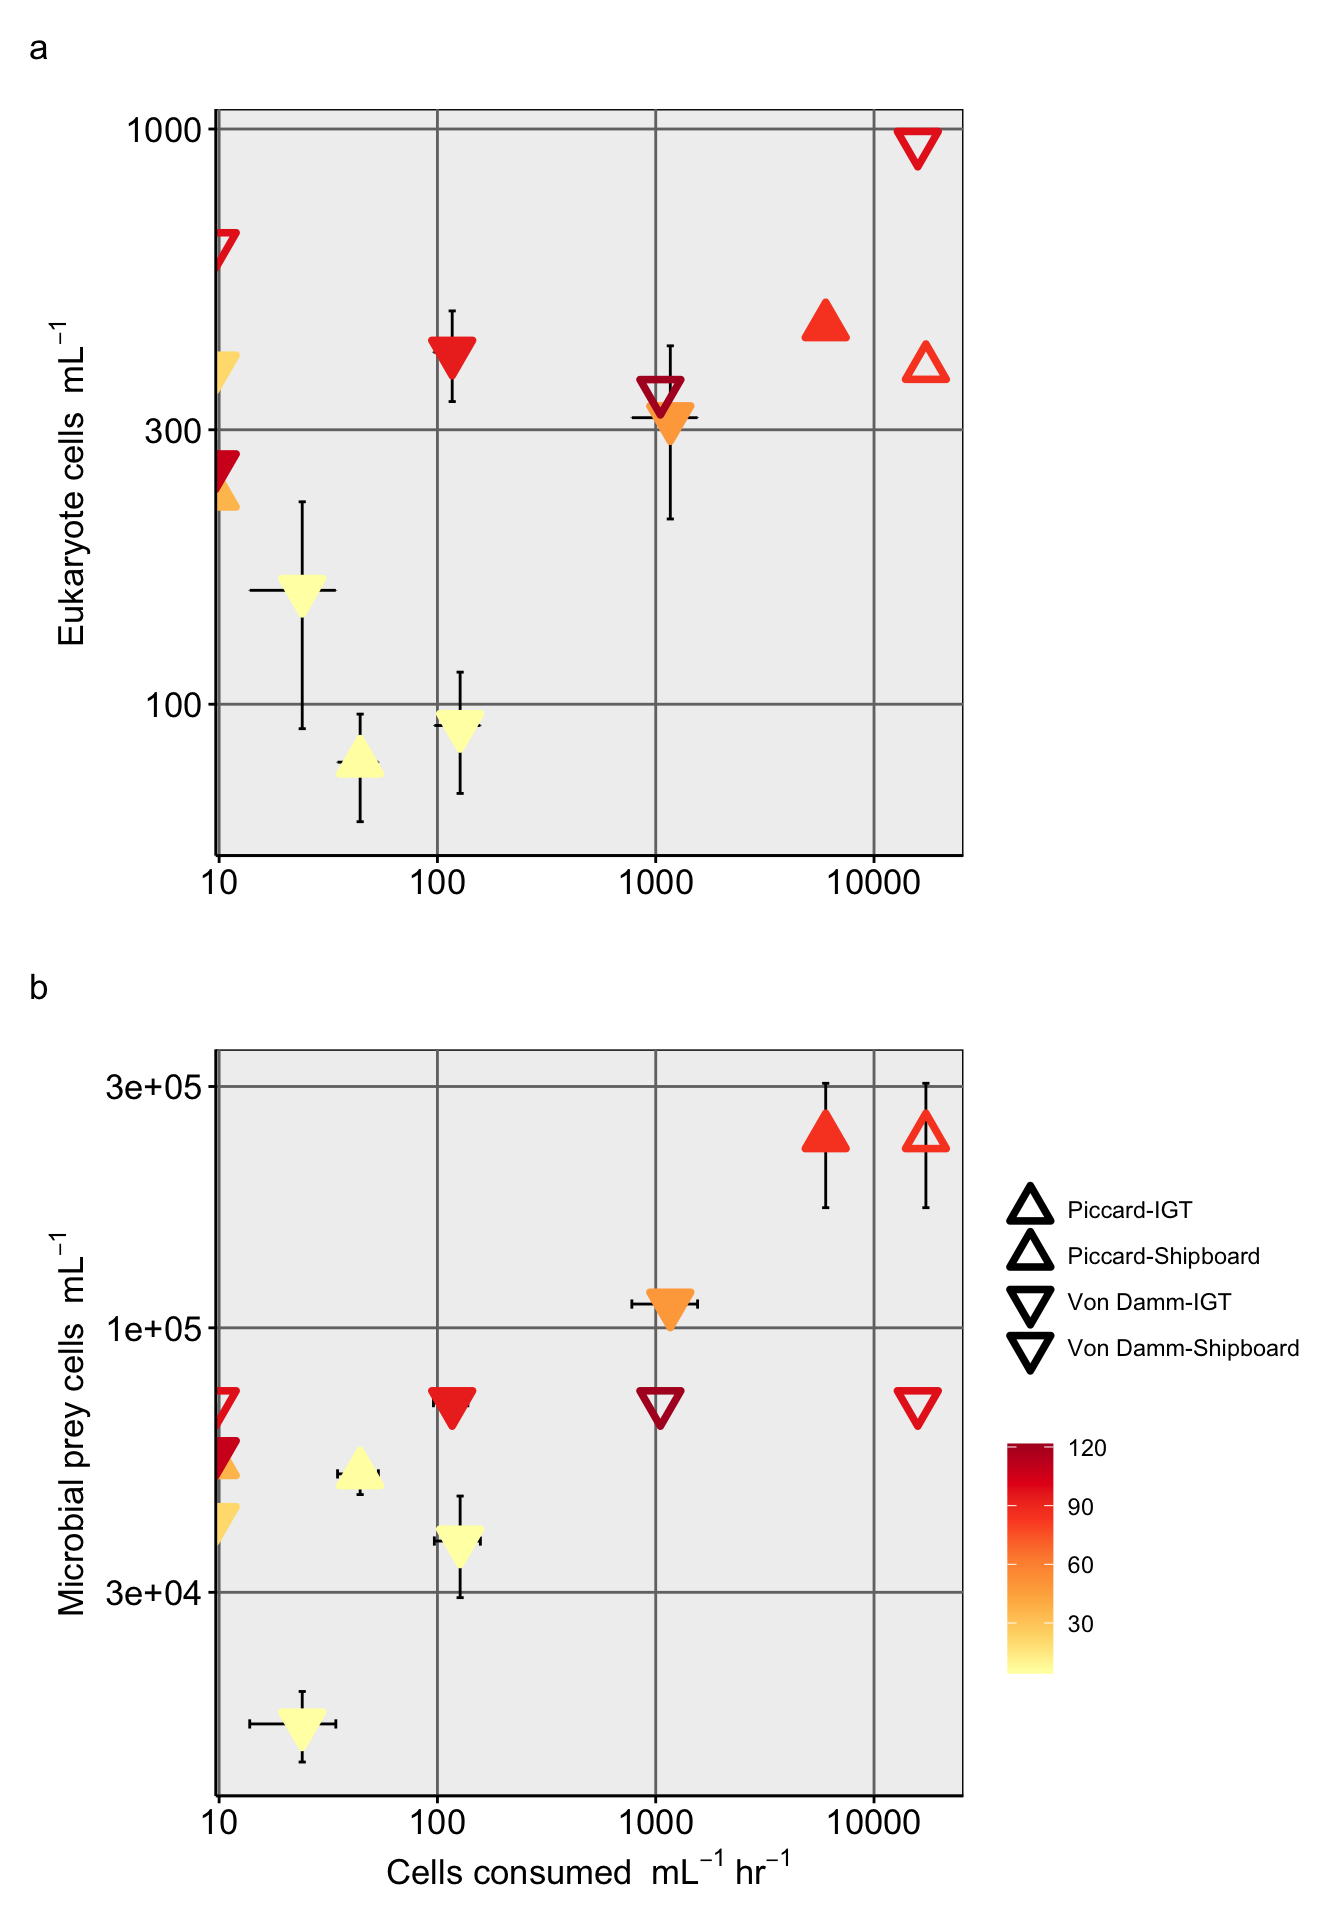 a
1000
300
100
Eukaryote cells mL⁻¹
10 100 1000 10000
b
3e+05
1e+05
3e+04
Microbial prey cells mL⁻¹
10 100 1000 10000
Cells consumed mL⁻¹ hr⁻¹
Piccard-IGT
Piccard-Shipboard
Von Damm-IGT
Von Damm-Shipboard
120
90
60
30